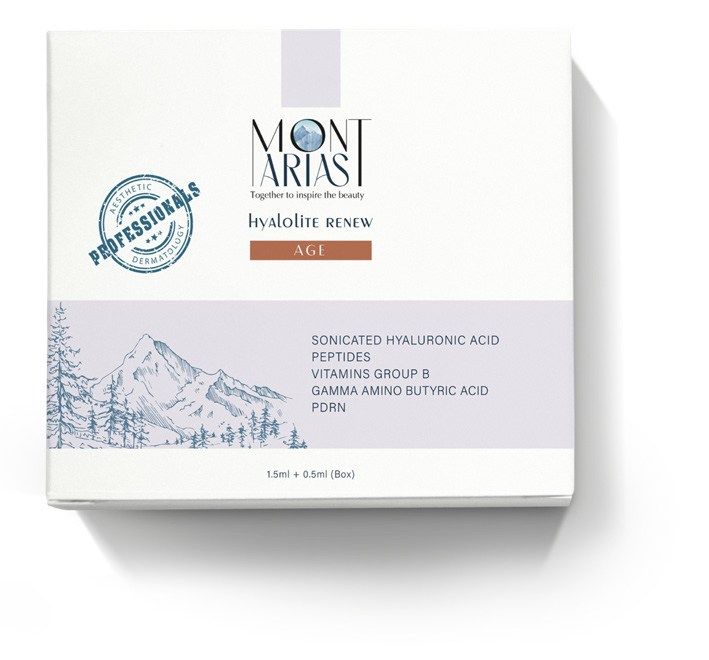 MONT
ARIAS
Together to inspire the beauty
Hyalolite RENEW
AGE
AESTHETIC
PROFESSIONALS
DERMATOLOGY
SONICATED HYALURONIC ACID
PEPTIDES
VITAMINS GROUP B
GAMMA AMINO BUTYRIC ACID
PDRN
1.5ml + 0.5ml (Box)